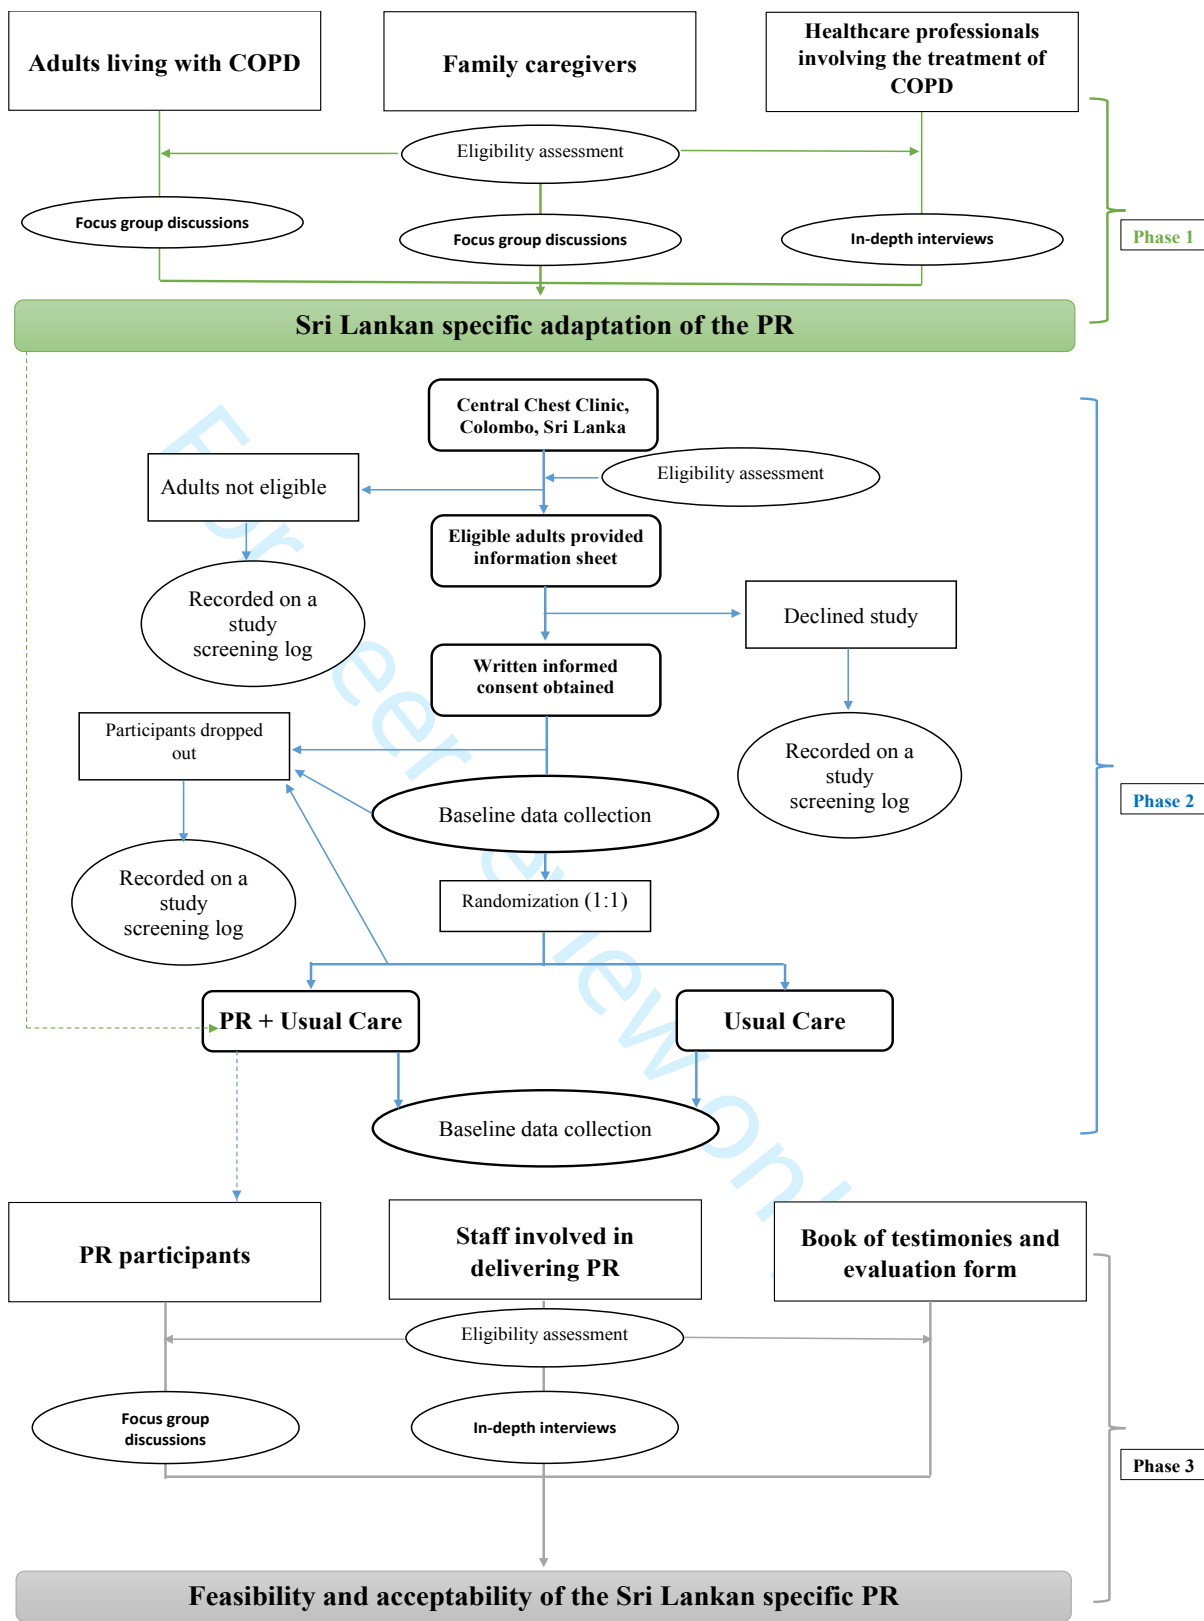 Adults living with COPD
Family caregivers
Healthcare professionals
involving the treatment of
COPD
Eligibility assessment
Focus group discussions
Focus group discussions
In-depth interviews
Phase 1
Sri Lankan specific adaptation of the PR
Central Chest Clinic,
Colombo, Sri Lanka
Eligibility assessment
Adults not eligible
Eligible adults provided
information sheet
Recorded on a
study
screening log
Declined study
Written informed
consent obtained
Participants dropped
out
Recorded on a
study
screening log
Baseline data collection
Phase 2
Recorded on a
study
screening log
Randomization (1:1)
PR + Usual Care
Usual Care
Baseline data collection
PR participants
Staff involved in
delivering PR
Book of testimonies and
evaluation form
Eligibility assessment
Focus group
discussions
In-depth interviews
Phase 3
Feasibility and acceptability of the Sri Lankan specific PR
For peer review only